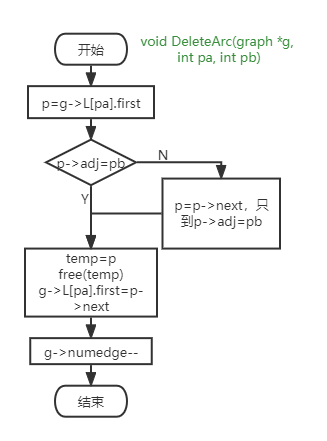 开始
void DeleteArc(graph *g,
int pa, int pb)
p=g->L[pa].first
p->adj=pb
N
Y
p=p->next，只
到p->adj=pb
temp=p
free(temp)
g->L[pa].first=p-
>next
g->numedge--
结束